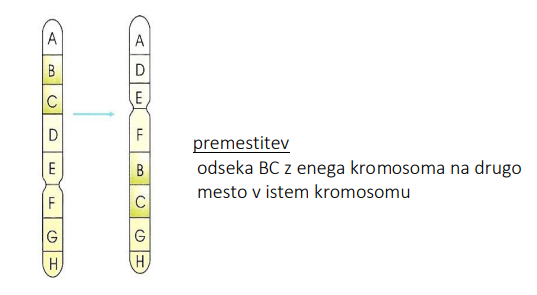 A
B
C
D
E
F
G
H
A
D
E
F
B
C
G
H
premestitev
odseka BC z enega kromosoma na drugo
mesto v istem kromosomu